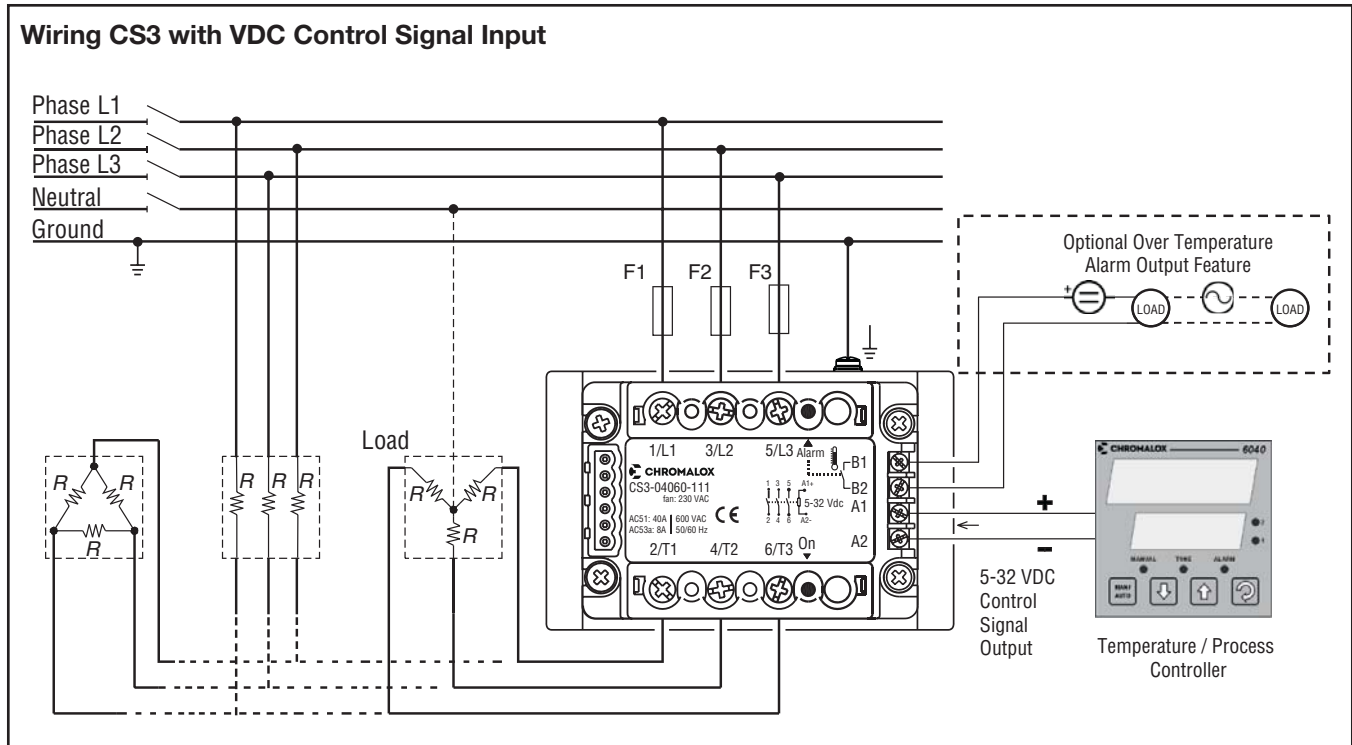 Wiring CS3 with VDC Control Signal Input
Phase L1
Phase L2
Phase L3
Neutral
Ground
F1 F2 F3
Optional Over Temperature
Alarm Output Feature
+
LOAD LOAD
Load
R R R
R R R
R R R
1/L1 3/L2 5/L3 Alarm
CHROMALOX
CS3-04060-111
fan: 230 VAC
AC51: 40A 600 VAC
AC53a: 8A 50/60 Hz
CE
1 3 5 A1+
5-32 Vdc
2 4 6 A2-
2/T1 4/T2 6/T3 On
B1
B2
A1
A2
+
–
5-32 VDC
Control
Signal
Output
CHROMALOX 6040
MANUAL TUNE ALARM
2
1
MAN/
AUTO
Temperature / Process
Controller